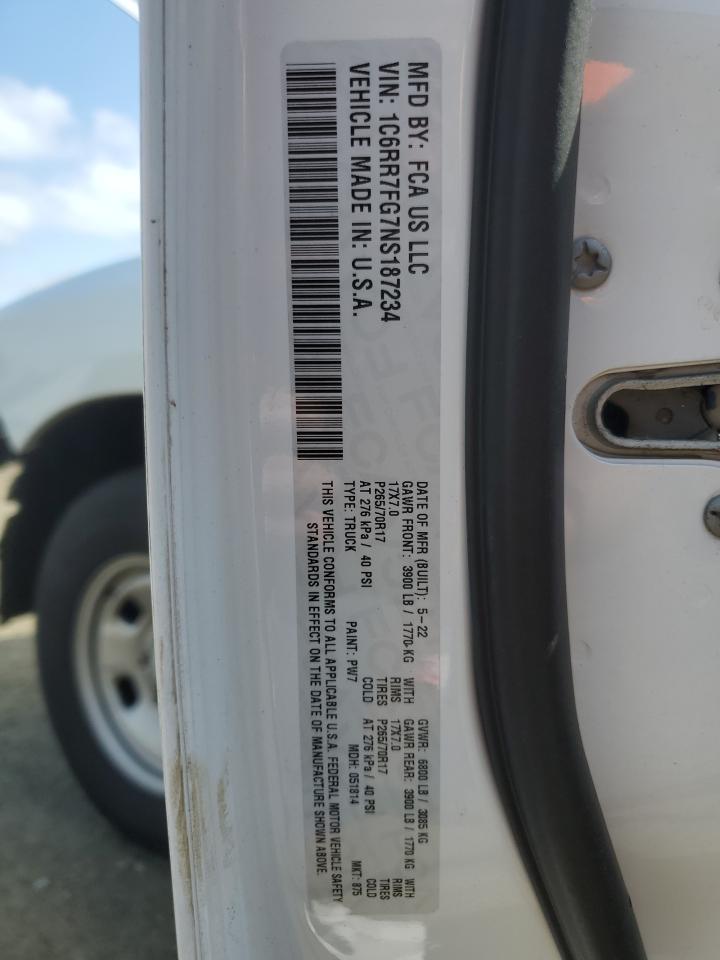 MFD BY: FCA US LLC
VIN: 1C6RR7FG7NS187234
VEHICLE MADE IN: U.S.A.
DATE OF MFR (BUILT): 5-22 GVWR: 6800 LB / 3085 KG
GAWR FRONT: 3900 LB / 1770 KG WITH GAWR REAR: 3900 LB / 1770 KG WITH
17X7.0 RIMS 17X7.0 RIMS
P265/70R17 TIRES P265/70R17 TIRES
AT 276 kPa / 40 PSI COLD AT 276 kPa / 40 PSI COLD
TYPE: TRUCK PAINT: PW7 MDH: 051814 MKT: 875
THIS VEHICLE CONFORMS TO ALL APPLICABLE U.S.A. FEDERAL MOTOR VEHICLE SAFETY
STANDARDS IN EFFECT ON THE DATE OF MANUFACTURE SHOWN ABOVE.